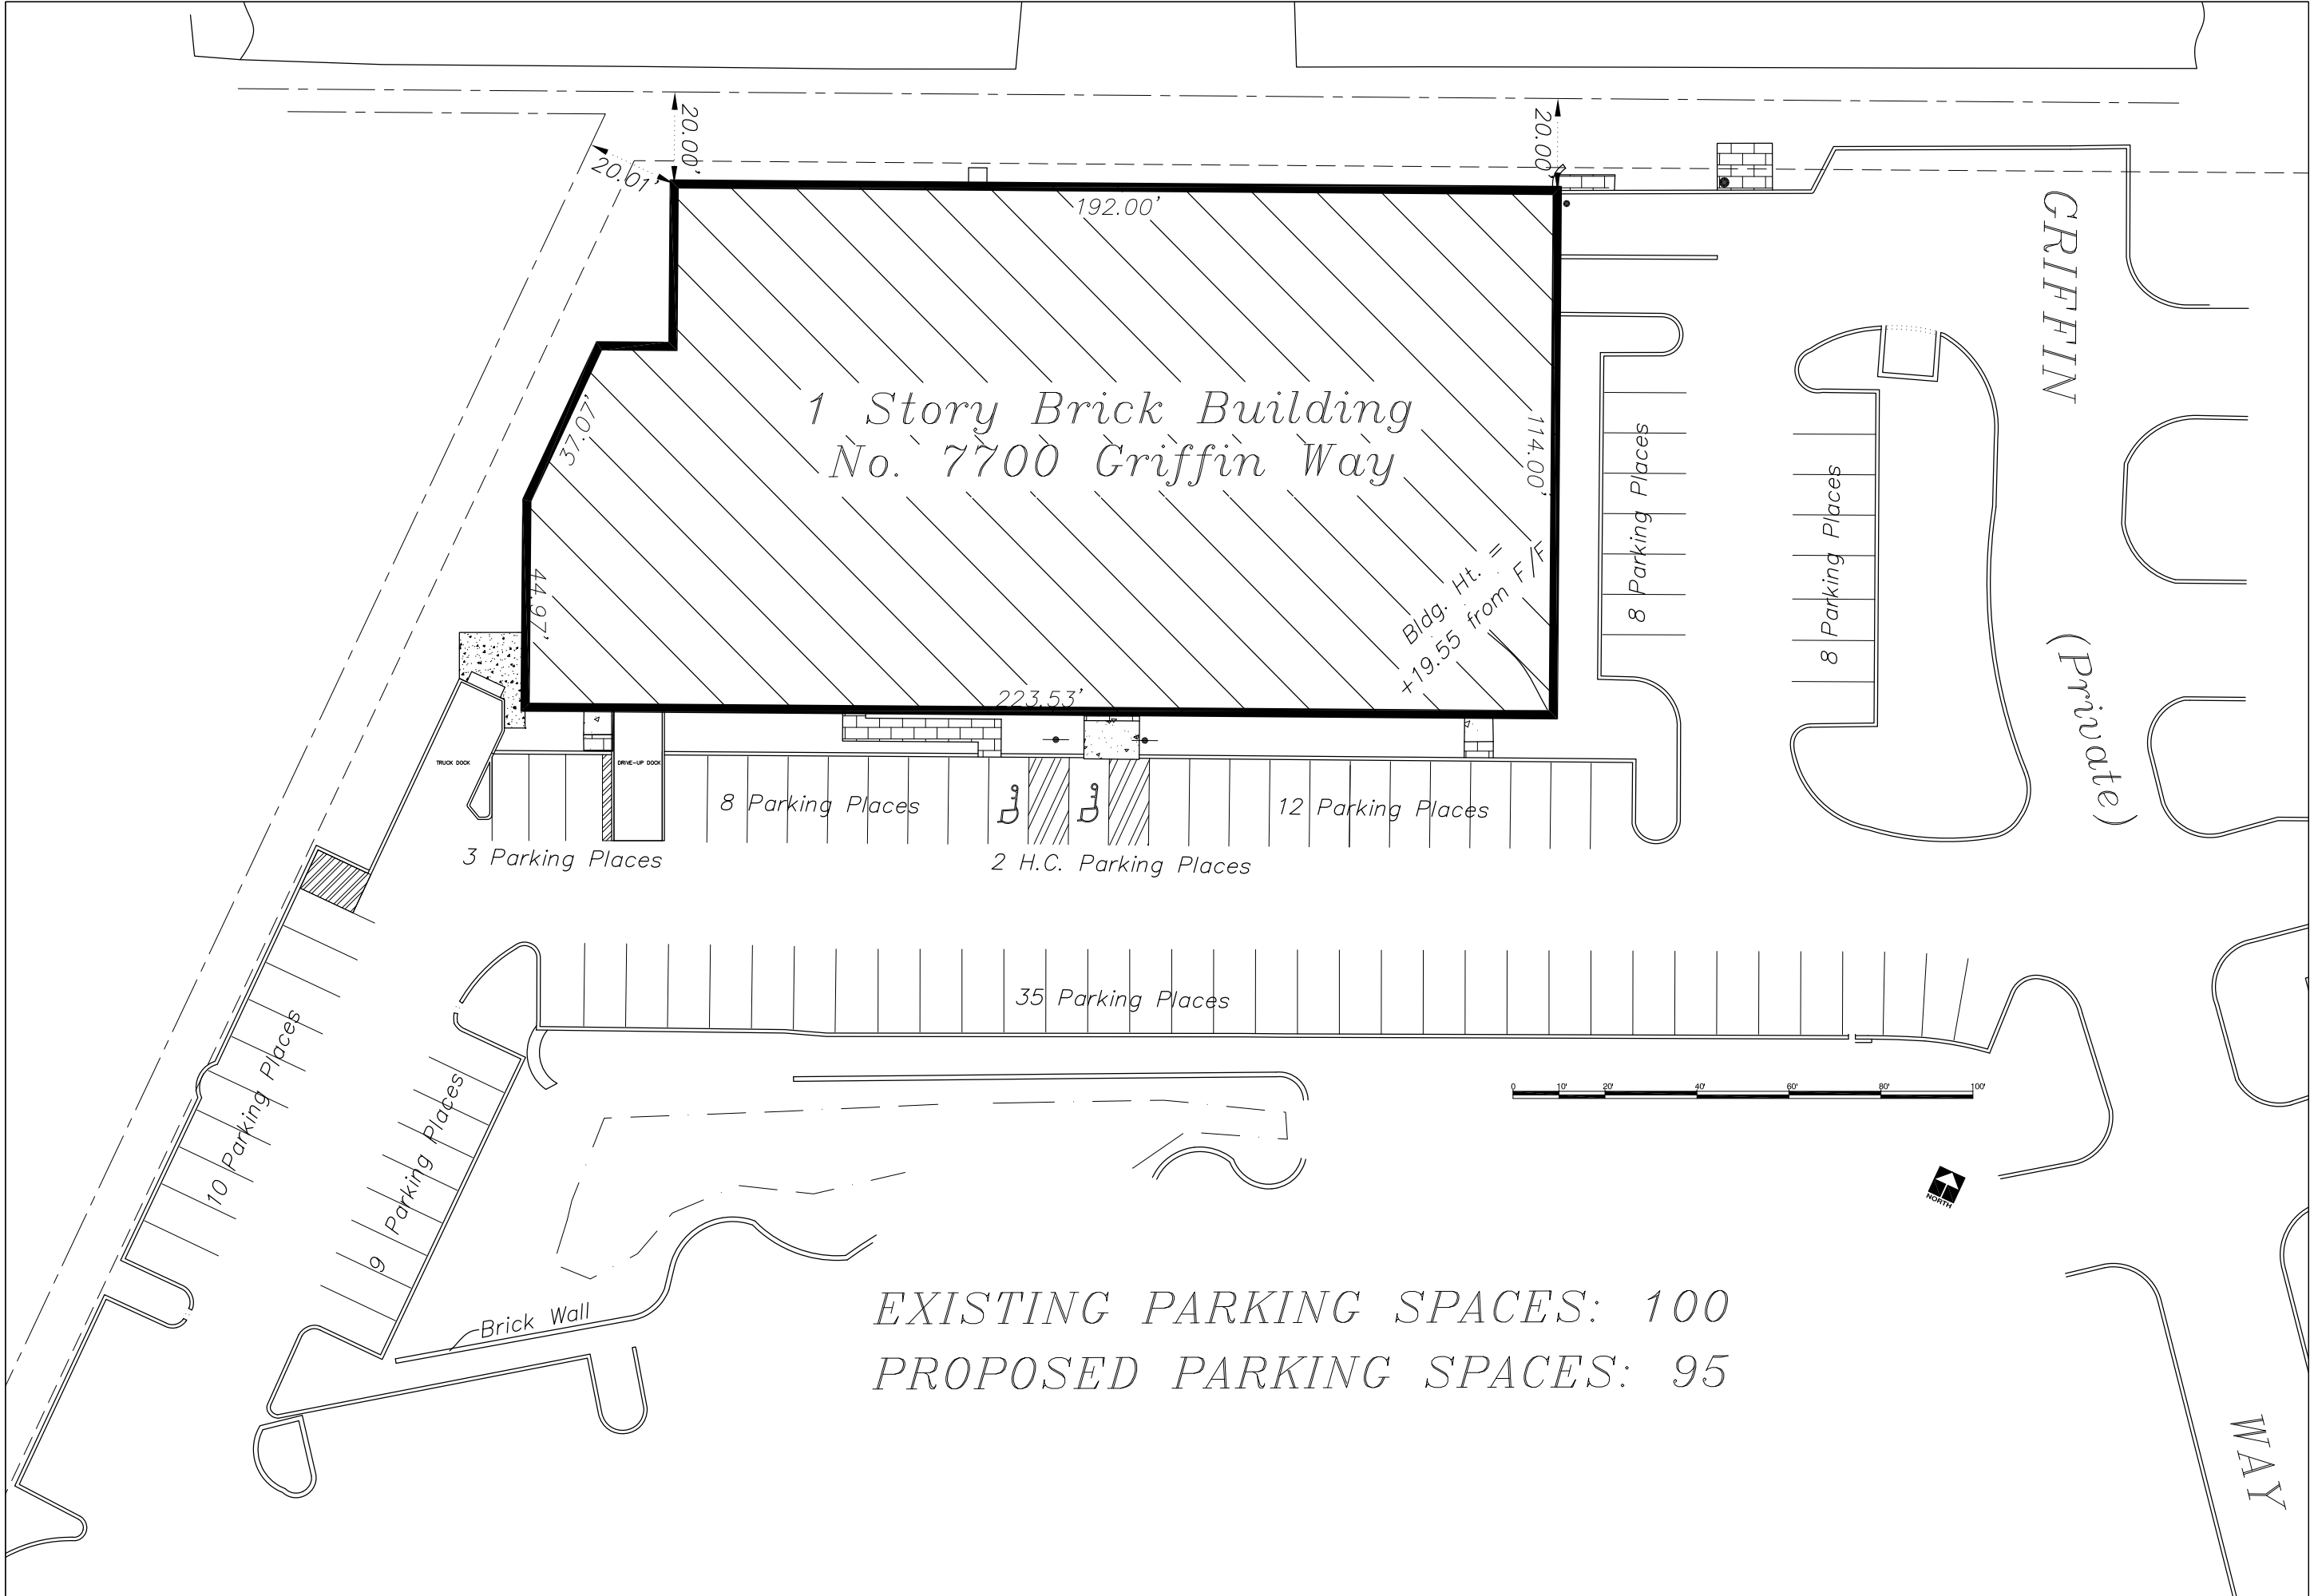 20.00'
20.00'
20.01'
192.00'
GRIFFIN
1 Story Brick Building
No. 7700 Griffin Way
37.07'
114.00'
8 Parking Places
8 Parking Places
44.97'
Bldg. Ht. =
+19.55 from F/F
(Private)
223.53'
TRUCK DOCK
DRIVE-UP DOCK
8 Parking Places
12 Parking Places
3 Parking Places
2 H.C. Parking Places
35 Parking Places
10 Parking Places
9 Parking Places
0 10' 20' 40' 60' 80' 100'
NORTH
Brick Wall
EXISTING PARKING SPACES: 100
PROPOSED PARKING SPACES: 95
WAY